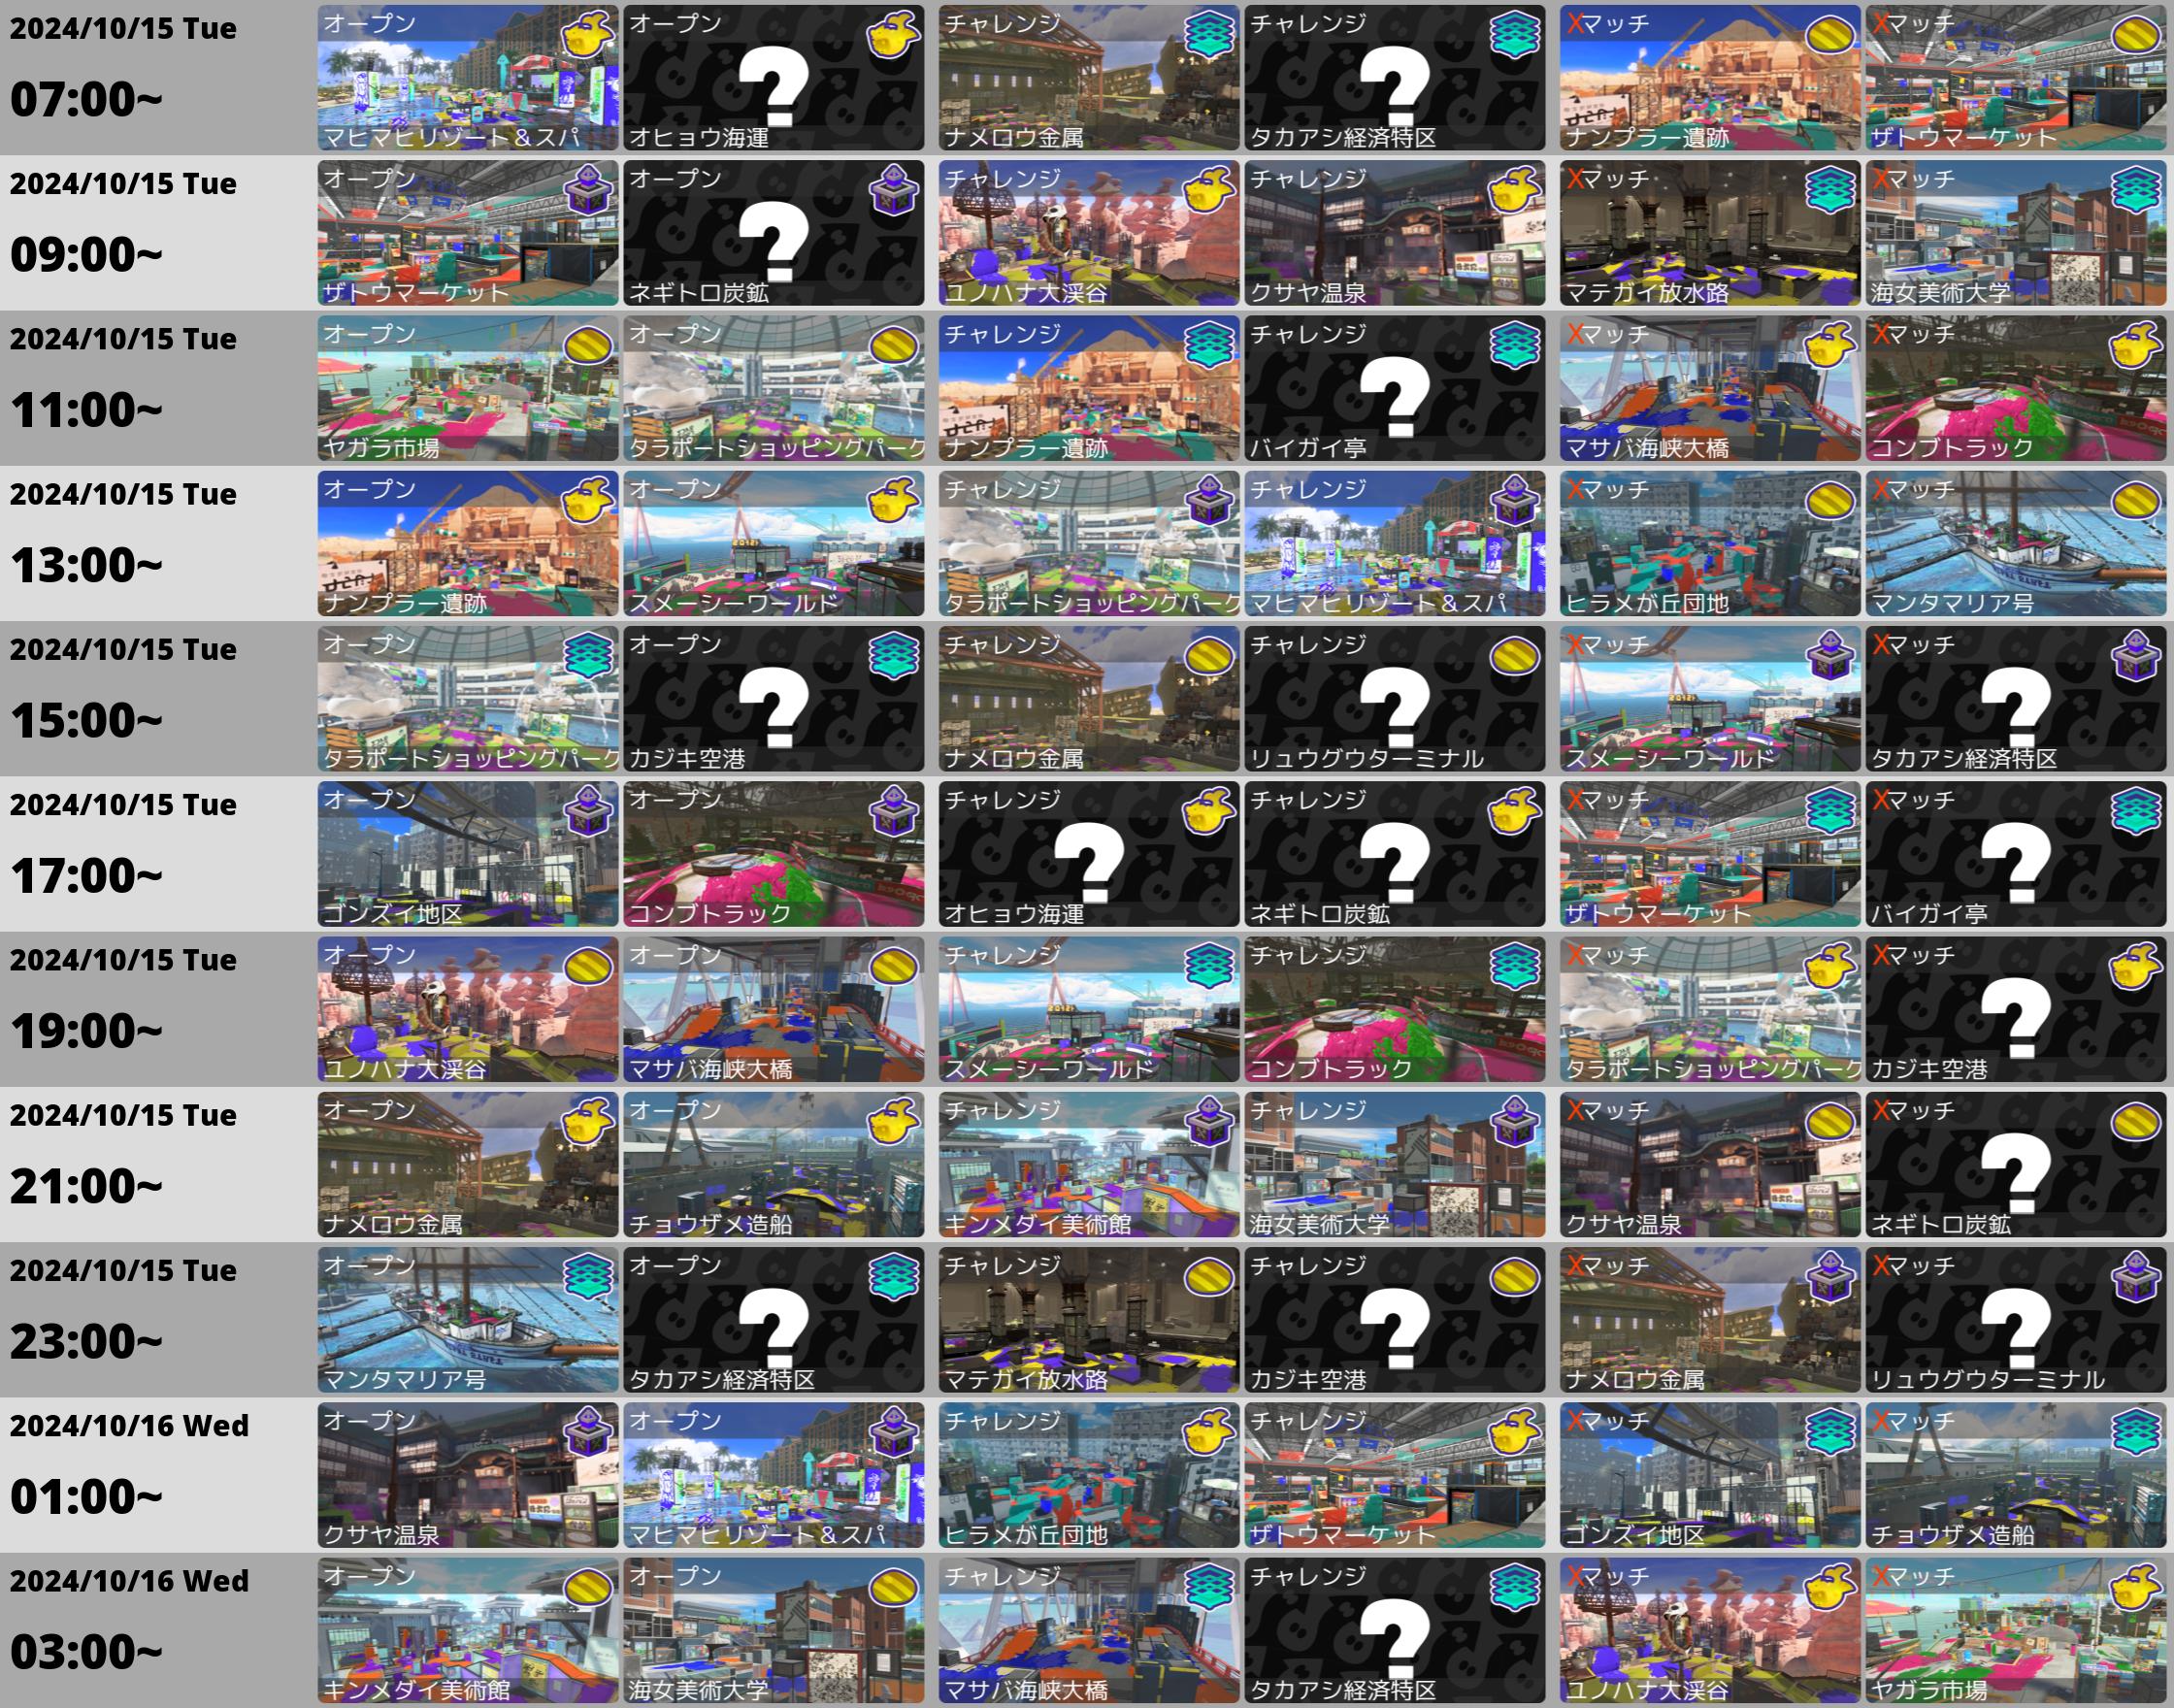 2024/10/15 Tue
07:00~
オープン
マヒマヒリゾート＆スパ
オープン
オヒョウ海運
チャレンジ
ナメロウ金属
チャレンジ
タカアシ経済特区
Xマッチ
ナンプラー遺跡
Xマッチ
ザトウマーケット
2024/10/15 Tue
09:00~
オープン
ザトウマーケット
オープン
ネギトロ炭鉱
チャレンジ
ユノハナ大渓谷
チャレンジ
クサヤ温泉
Xマッチ
マテガイ放水路
Xマッチ
海女美術大学
2024/10/15 Tue
11:00~
オープン
ヤガラ市場
オープン
タラポートショッピングパーク
チャレンジ
ナンプラー遺跡
チャレンジ
バイガイ亭
Xマッチ
マサバ海峡大橋
Xマッチ
コンブトラック
2024/10/15 Tue
13:00~
オープン
ナンプラー遺跡
オープン
スメーシーワールド
チャレンジ
タラポートショッピングパーク
チャレンジ
マヒマヒリゾート＆スパ
Xマッチ
ヒラメが丘団地
Xマッチ
マンタマリア号
2024/10/15 Tue
15:00~
オープン
タラポートショッピングパーク
オープン
カジキ空港
チャレンジ
ナメロウ金属
チャレンジ
リュウグウターミナル
Xマッチ
スメーシーワールド
Xマッチ
タカアシ経済特区
2024/10/15 Tue
17:00~
オープン
ゴンズイ地区
オープン
コンブトラック
チャレンジ
オヒョウ海運
チャレンジ
ネギトロ炭鉱
Xマッチ
ザトウマーケット
Xマッチ
バイガイ亭
2024/10/15 Tue
19:00~
オープン
ユノハナ大渓谷
オープン
マサバ海峡大橋
チャレンジ
スメーシーワールド
チャレンジ
コンブトラック
Xマッチ
タラポートショッピングパーク
Xマッチ
カジキ空港
2024/10/15 Tue
21:00~
オープン
ナメロウ金属
オープン
チョウザメ造船
チャレンジ
キンメダイ美術館
チャレンジ
海女美術大学
Xマッチ
クサヤ温泉
Xマッチ
ネギトロ炭鉱
2024/10/15 Tue
23:00~
オープン
マンタマリア号
オープン
タカアシ経済特区
チャレンジ
マテガイ放水路
チャレンジ
カジキ空港
Xマッチ
ナメロウ金属
Xマッチ
リュウグウターミナル
2024/10/16 Wed
01:00~
オープン
クサヤ温泉
オープン
マヒマヒリゾート＆スパ
チャレンジ
ヒラメが丘団地
チャレンジ
ザトウマーケット
Xマッチ
ゴンズイ地区
Xマッチ
チョウザメ造船
2024/10/16 Wed
03:00~
オープン
キンメダイ美術館
オープン
海女美術大学
チャレンジ
マサバ海峡大橋
チャレンジ
タカアシ経済特区
Xマッチ
ユノハナ大渓谷
Xマッチ
ヤガラ市場